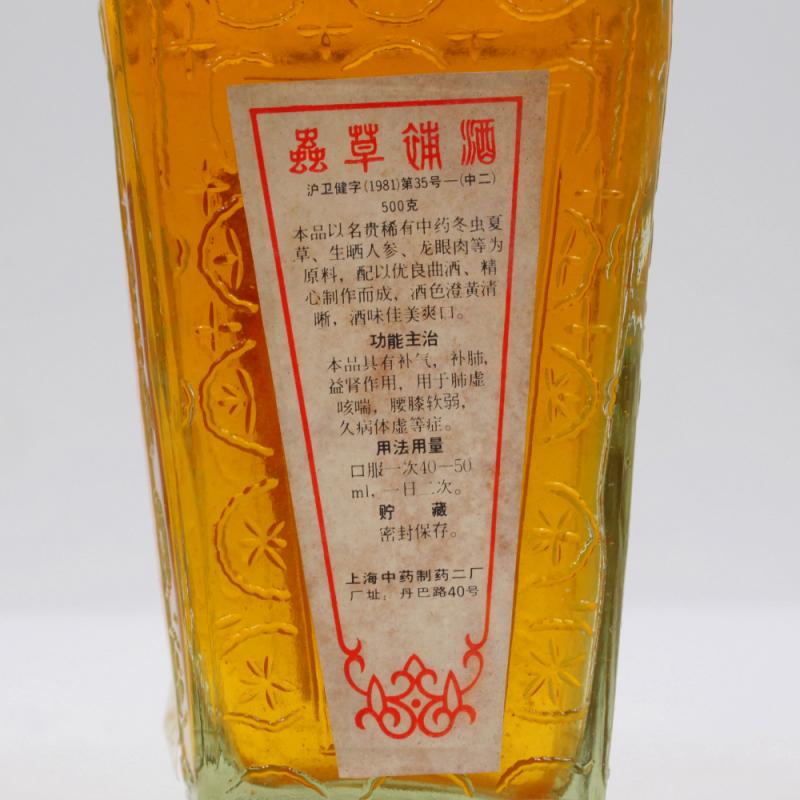 蟲草補酒
沪卫健字(1981)第35号—(中二)
500克
本品以名贵稀有中药冬虫夏
草、生晒人参、龙眼肉等为
原料，配以优良曲酒、精
心制作而成，酒色澄黄清
晰，酒味佳美爽口。
功能主治
本品具有补气，补肺，
益肾作用，用于肺虚
咳喘，腰膝软弱，
久病体虚等症。
用法用量
口服一次40—50
ml，一日二次。
贮 藏
密封保存。
上海中药制药二厂
厂址：丹巴路40号